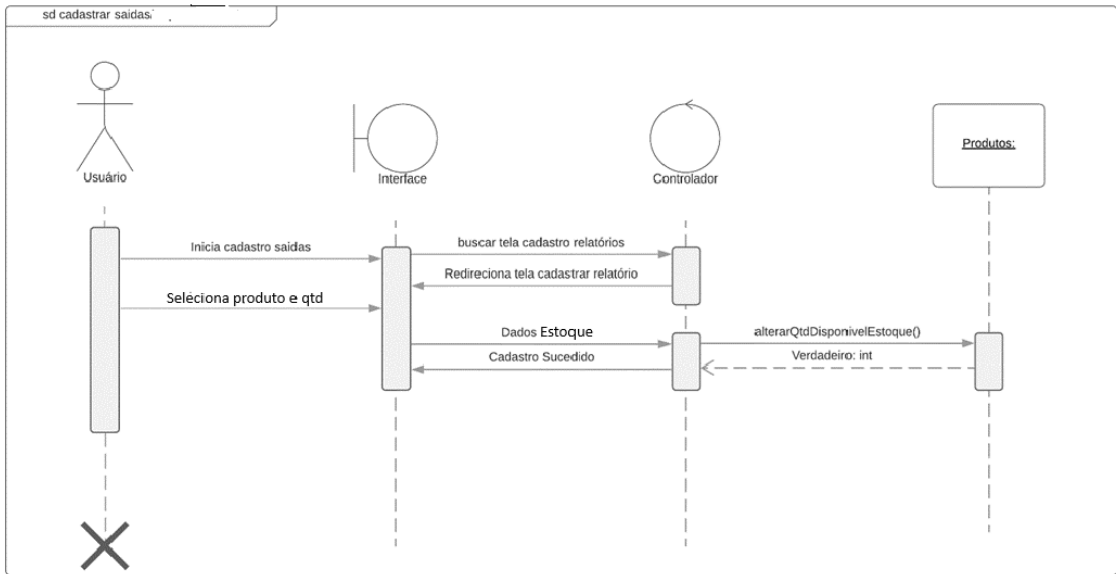 sd cadastrar saidas
Usuário
Interface
Controlador
Produtos:
Inicia cadastro saidas
buscar tela cadastro relatórios
Redireciona tela cadastrar relatório
Seleciona produto e qtd
Dados Estoque
alterarQtdDisponivelEstoque()
Cadastro Sucedido
Verdadeiro: int